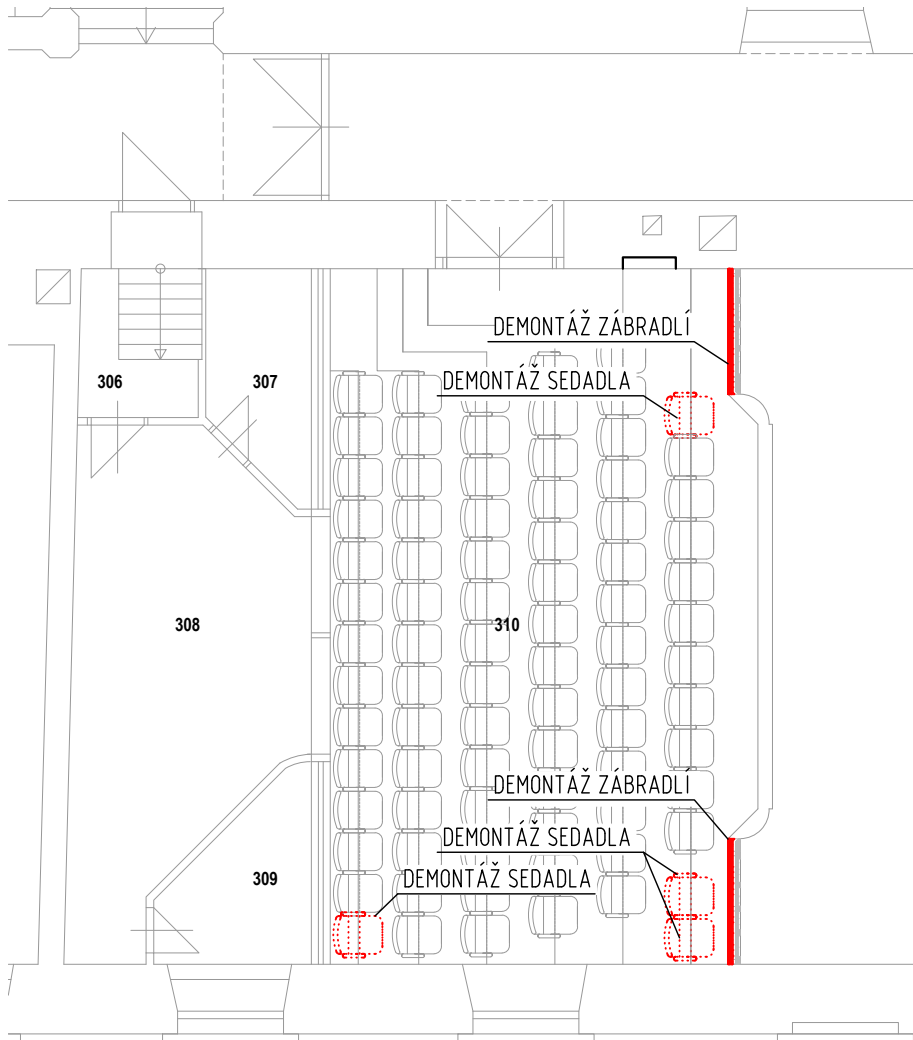 DEMONTÁŽ ZÁBRADLÍ
DEMONTÁŽ SEDADLA
306
307
308
310
DEMONTÁŽ ZÁBRADLÍ
DEMONTÁŽ SEDADLA
309
DEMONTÁŽ SEDADLA